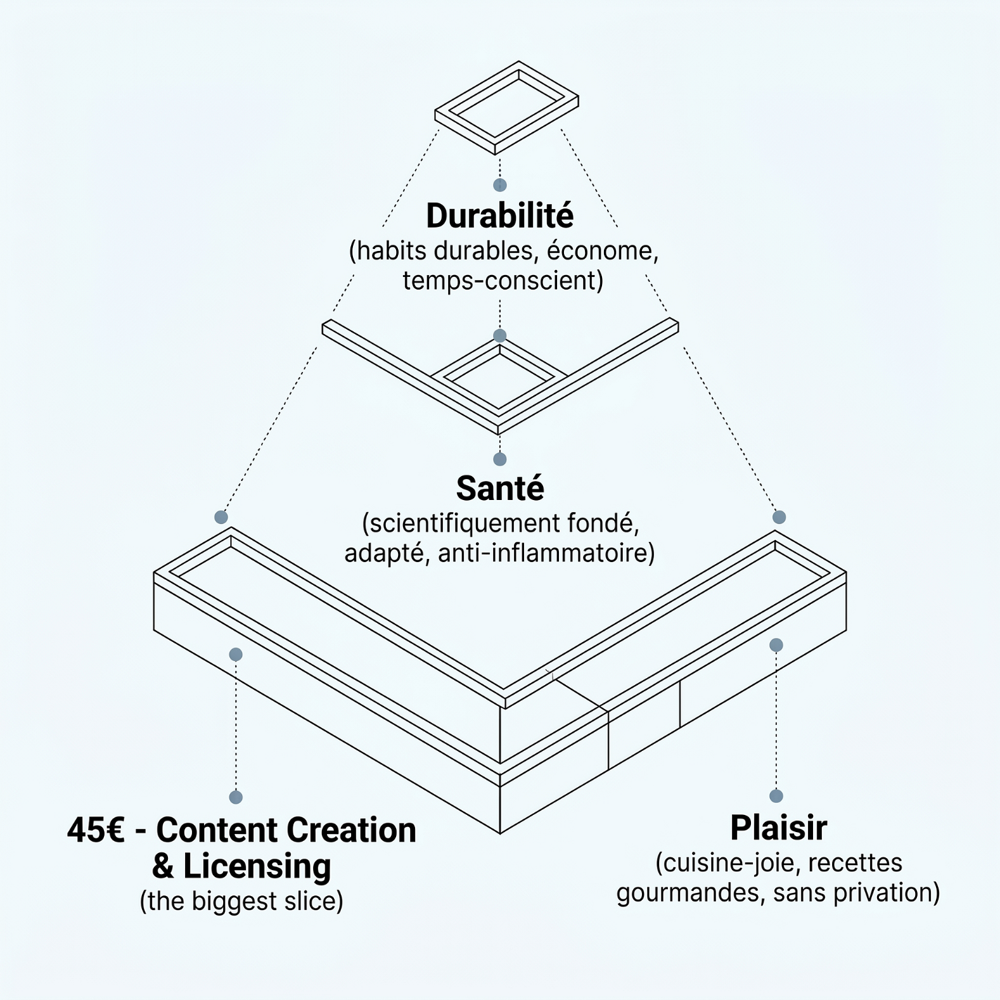 Durabilité
(habits durables, économe,
temps-conscient)
Santé
(scientifiquement fondé,
adapté, anti-inflammatoire)
45€ - Content Creation
& Licensing
(the biggest slice)
Plaisir
(cuisine-joie, recettes
gourmandes, sans privation)